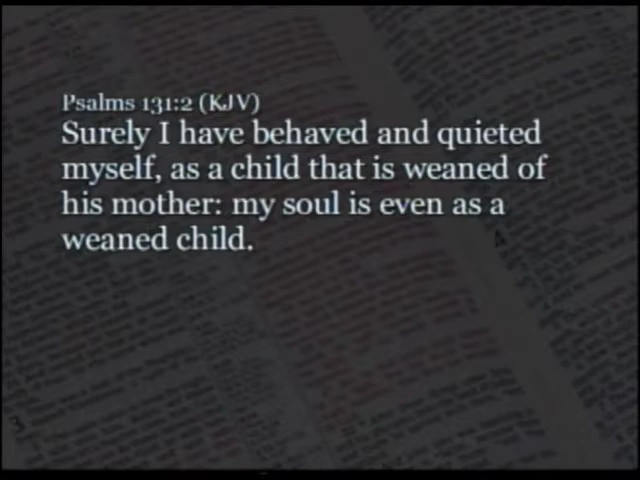 Psalms 131:2 (KJV)
Surely I have behaved and quieted
myself, as a child that is weaned of
his mother: my soul is even as a
weaned child.